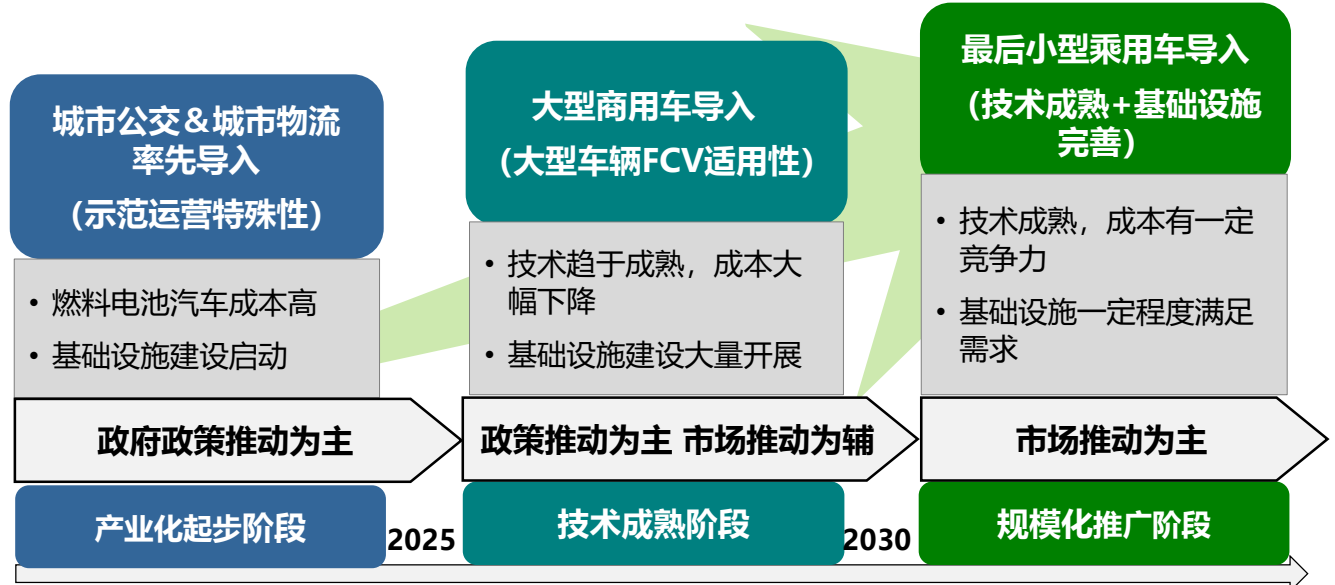 城市公交＆城市物流
率先导入
（示范运营特殊性）
• 燃料电池汽车成本高
• 基础设施建设启动
政府政策推动为主
产业化起步阶段
2025
大型商用车导入
（大型车辆FCV适用性）
• 技术趋于成熟，成本大
幅下降
• 基础设施建设大量开展
政策推动为主 市场推动为辅
技术成熟阶段
2030
最后小型乘用车导入
（技术成熟+基础设施
完善）
• 技术成熟，成本有一定
竞争力
• 基础设施一定程度满足
需求
市场推动为主
规模化推广阶段